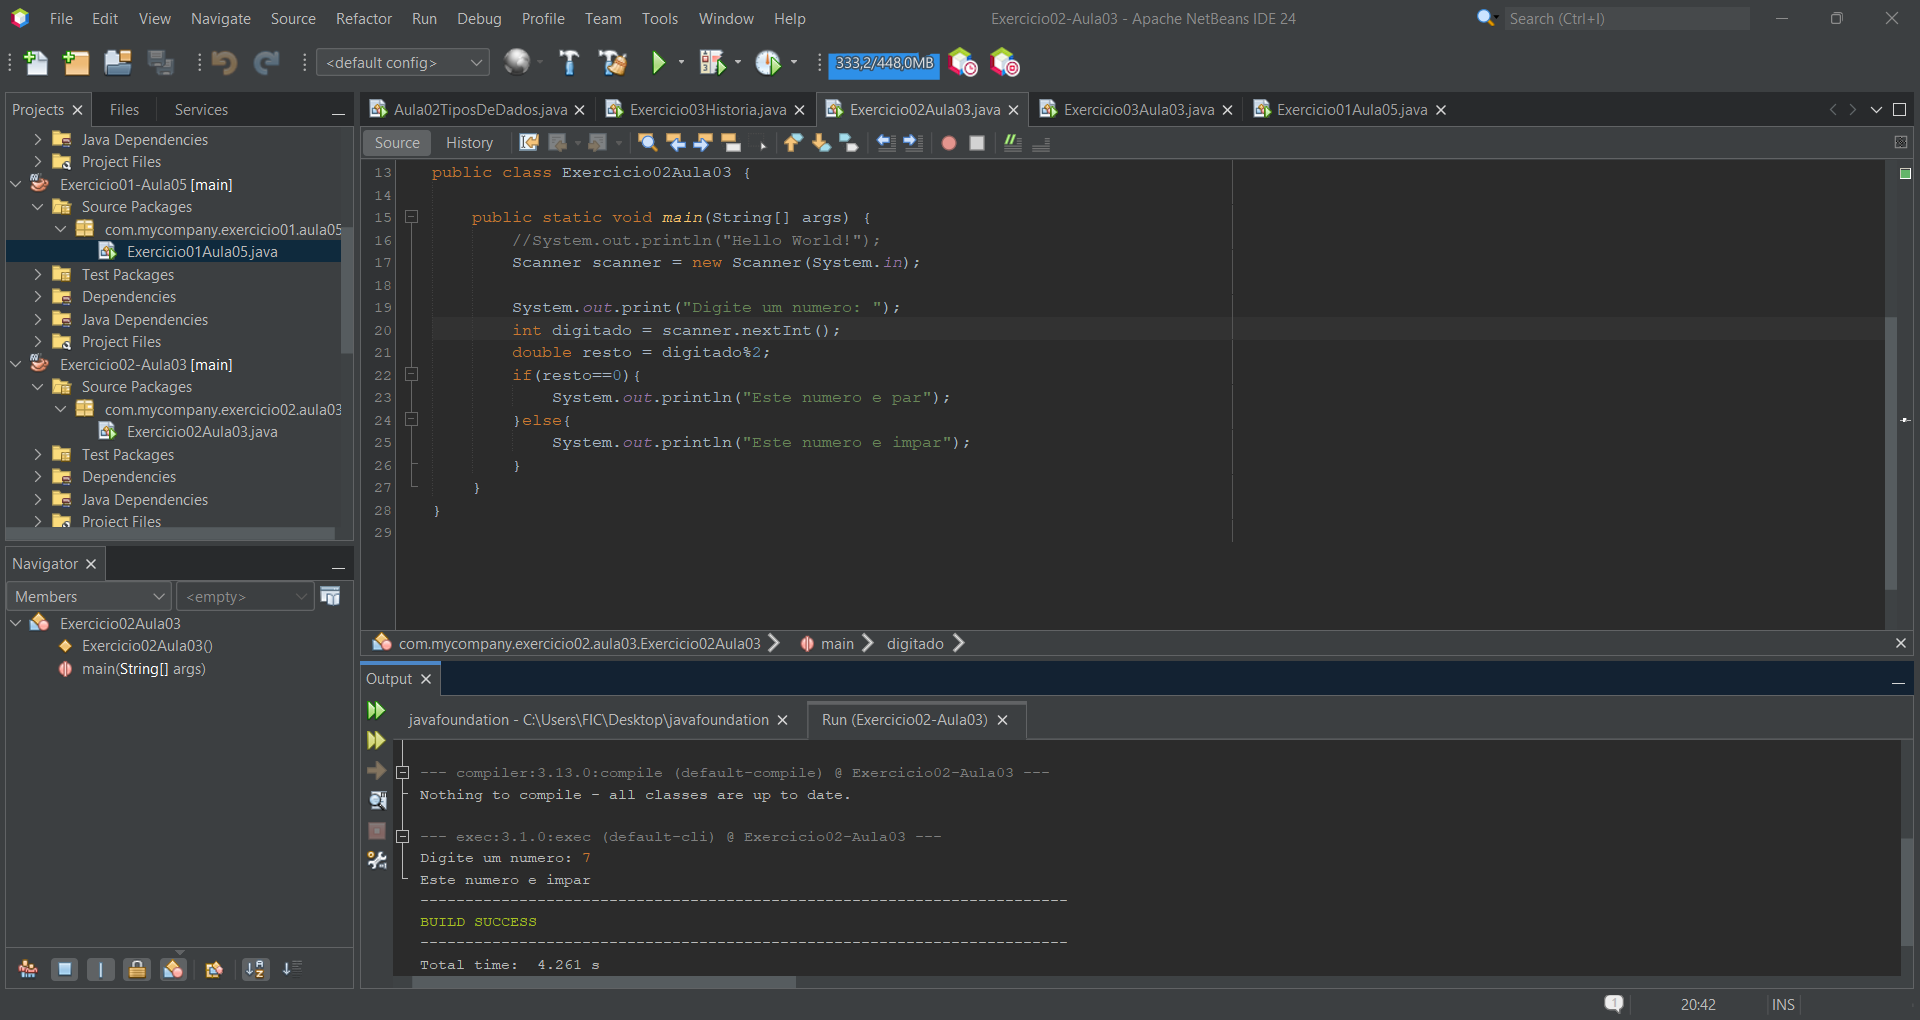 File Edit View Navigate Source Refactor Run Debug Profile Team Tools Window Help
Exercicio02-Aula03 - Apache NetBeans IDE 24
Search (Ctrl+I)
<default config>
333,2/448,0MB
Projects Files Services
Java Dependencies
Project Files
Exercicio01-Aula05 [main]
Source Packages
com.mycompany.exercicio01.aula05
Exercicio01Aula05.java
Test Packages
Dependencies
Java Dependencies
Project Files
Exercicio02-Aula03 [main]
Source Packages
com.mycompany.exercicio02.aula03
Exercicio02Aula03.java
Test Packages
Dependencies
Java Dependencies
Project Files
Navigator
Members <empty>
Exercicio02Aula03
Exercicio02Aula03()
main(String[] args)
Aula02TiposDeDados.java Exercicio03Historia.java Exercicio02Aula03.java Exercicio03Aula03.java Exercicio01Aula05.java
Source History
13 public class Exercicio02Aula03 {
14
15 public static void main(String[] args) {
16 //System.out.println("Hello World!");
17 Scanner scanner = new Scanner(System.in);
18
19 System.out.print("Digite um numero: ");
20 int digitado = scanner.nextInt();
21 double resto = digitado%2;
22 if(resto==0){
23 System.out.println("Este numero e par");
24 }else{
25 System.out.println("Este numero e impar");
26 }
27 }
28 }
29
com.mycompany.exercicio02.aula03.Exercicio02Aula03 main digitado
Output
javafoundation - C:\Users\FIC\Desktop\javafoundation Run (Exercicio02-Aula03)
--- compiler:3.13.0:compile (default-compile) @ Exercicio02-Aula03 ---
Nothing to compile - all classes are up to date.
--- exec:3.1.0:exec (default-cli) @ Exercicio02-Aula03 ---
Digite um numero: 7
Este numero e impar
------------------------------------------------------------------------
BUILD SUCCESS
------------------------------------------------------------------------
Total time:  4.261 s
1
20:42 INS